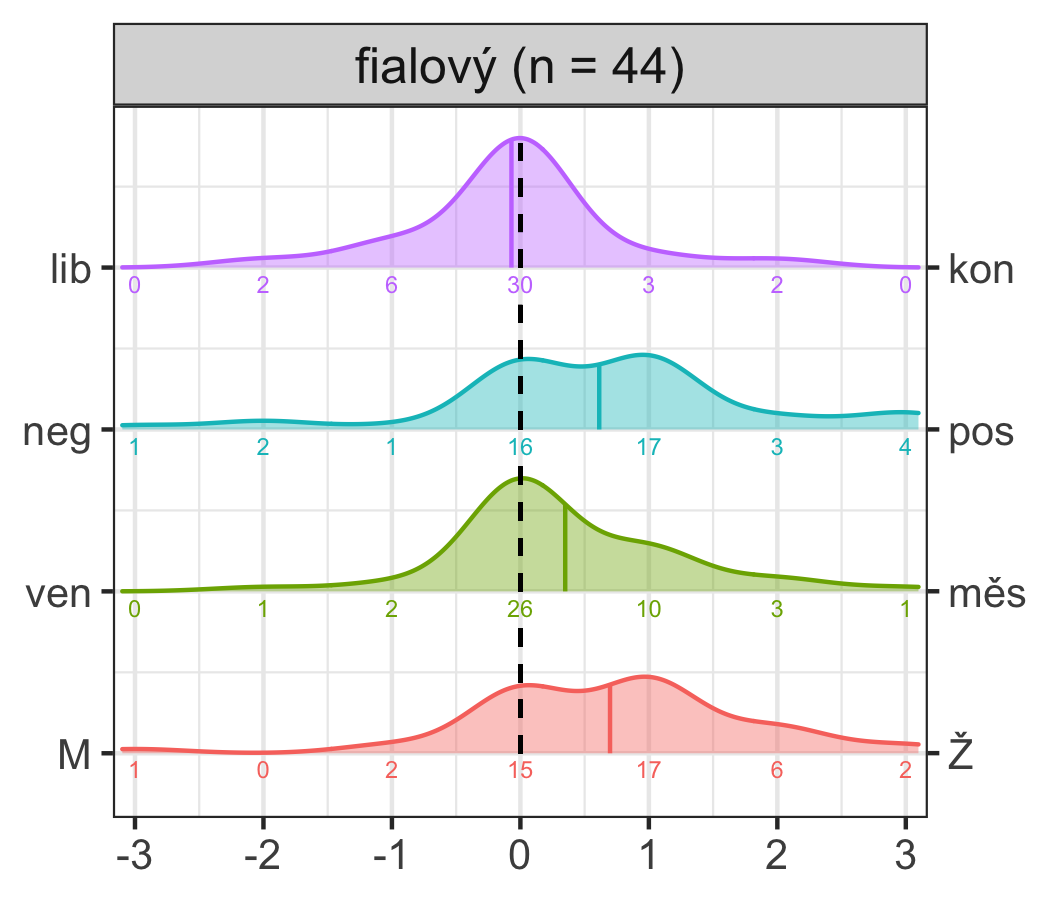 fialový (n = 44)
lib kon
0 2 6 30 3 2 0
neg pos
1 2 1 16 17 3 4
ven měs
0 1 2 26 10 3 1
M Ž
1 0 2 15 17 6 2
-3 -2 -1 0 1 2 3